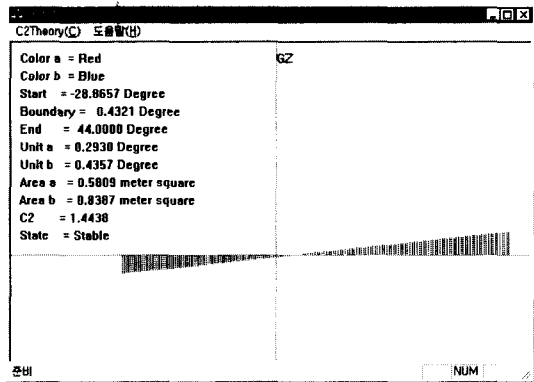 C2Theory(C) 도움말(H)
Color a = Red
Color b = Blue
Start = -28.8657 Degree
Boundary = 0.4321 Degree
End = 44.0000 Degree
Unit a = 0.2930 Degree
Unit b = 0.4357 Degree
Area a = 0.5809 meter square
Area b = 0.8387 meter square
C2 = 1.4438
State = Stable
GZ
준비
NUM